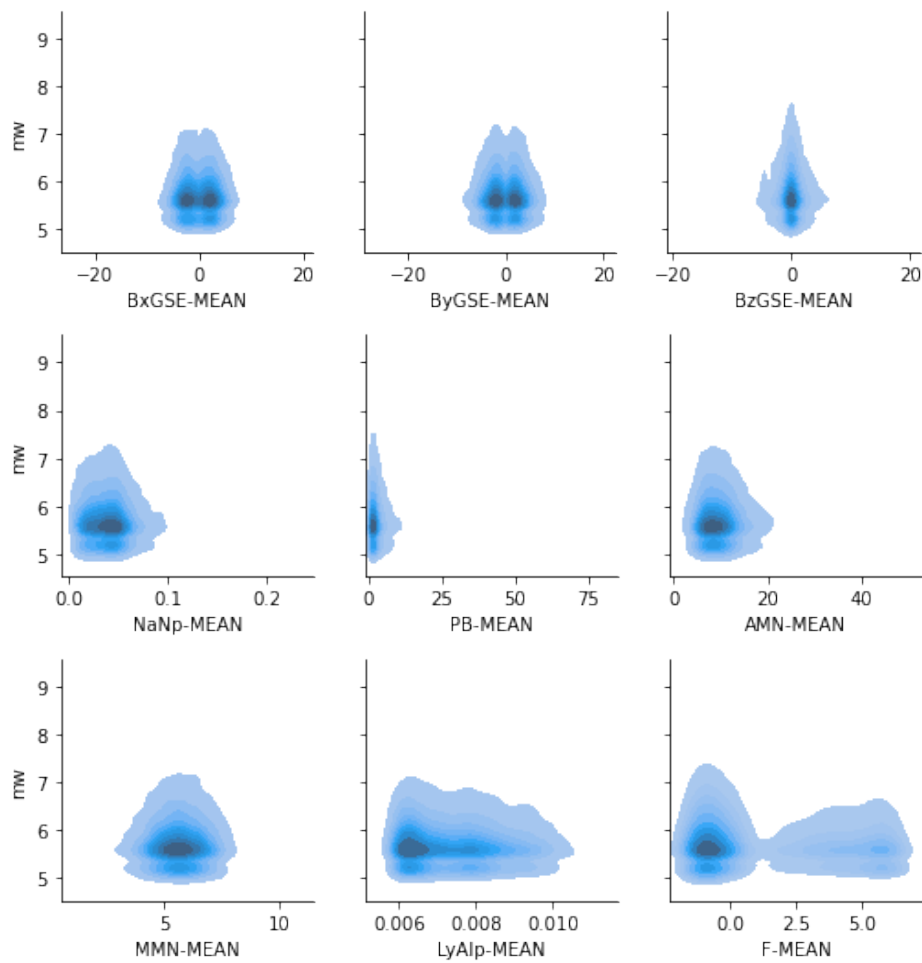 9
8
7
6
5
mw
−20 0 20
BxGSE-MEAN
−20 0 20
ByGSE-MEAN
−20 0 20
BzGSE-MEAN
9
8
7
6
5
mw
0.0 0.1 0.2
NaNp-MEAN
0 25 50 75
PB-MEAN
0 20 40
AMN-MEAN
9
8
7
6
5
mw
5 10
MMN-MEAN
0.006 0.008 0.010
LyAlp-MEAN
0.0 2.5 5.0
F-MEAN